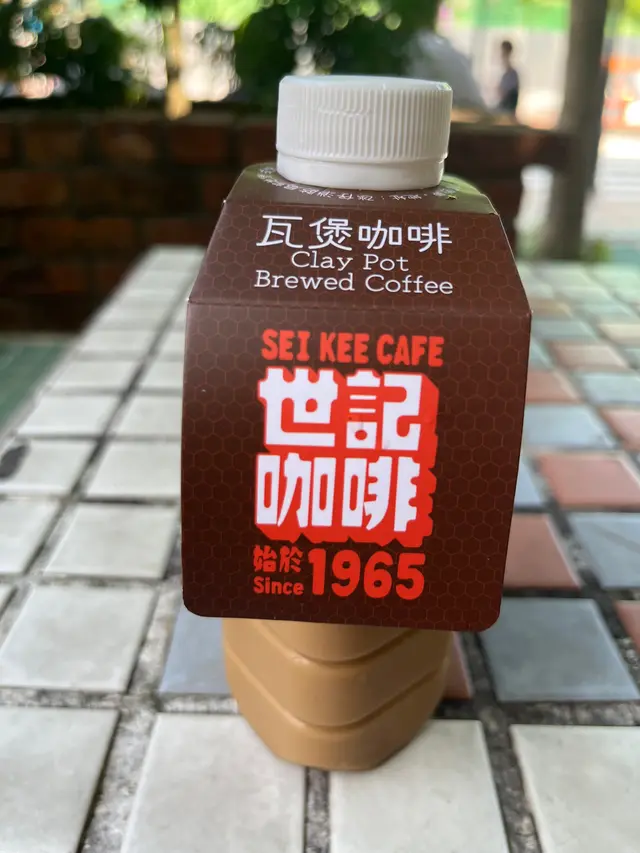 瓦煲咖啡
Clay Pot
Brewed Coffee
SEI KEE CAFE
世記
咖啡
始於
Since 1965